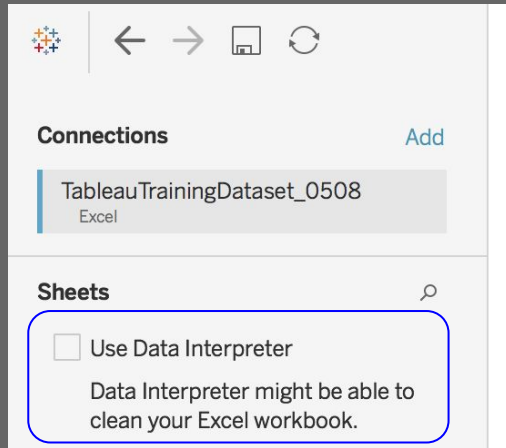 Connections
Add
TableauTrainingDataset_0508
Excel
Sheets
Use Data Interpreter
Data Interpreter might be able to
clean your Excel workbook.